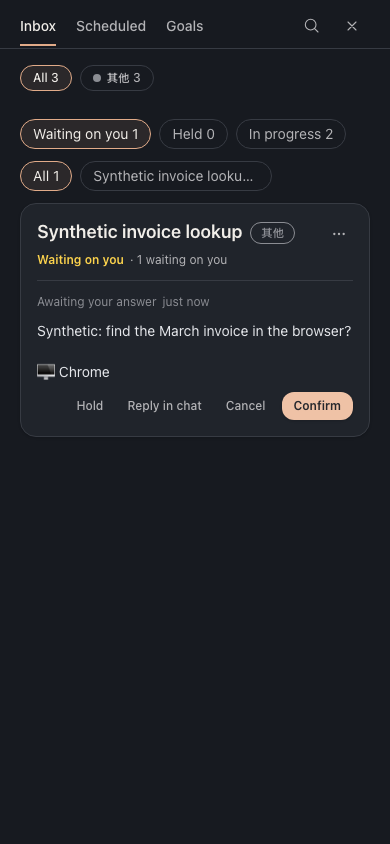 Inbox Scheduled Goals
All 3 其他 3
Waiting on you 1 Held 0 In progress 2
All 1 Synthetic invoice looku...
Synthetic invoice lookup 其他
Waiting on you · 1 waiting on you
Awaiting your answer just now
Synthetic: find the March invoice in the browser?
Chrome
Hold Reply in chat Cancel Confirm